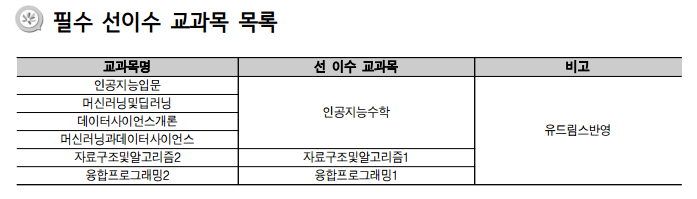 필수 선이수 교과목 목록
교과목명 선 이수 교과목 비고
인공지능입문
머신러닝및딥러닝
인공지능수학
데이터사이언스개론
유드림스반영
머신러닝과데이터사이언스
자료구조및알고리즘2 자료구조및알고리즘1
융합프로그래밍2 융합프로그래밍1